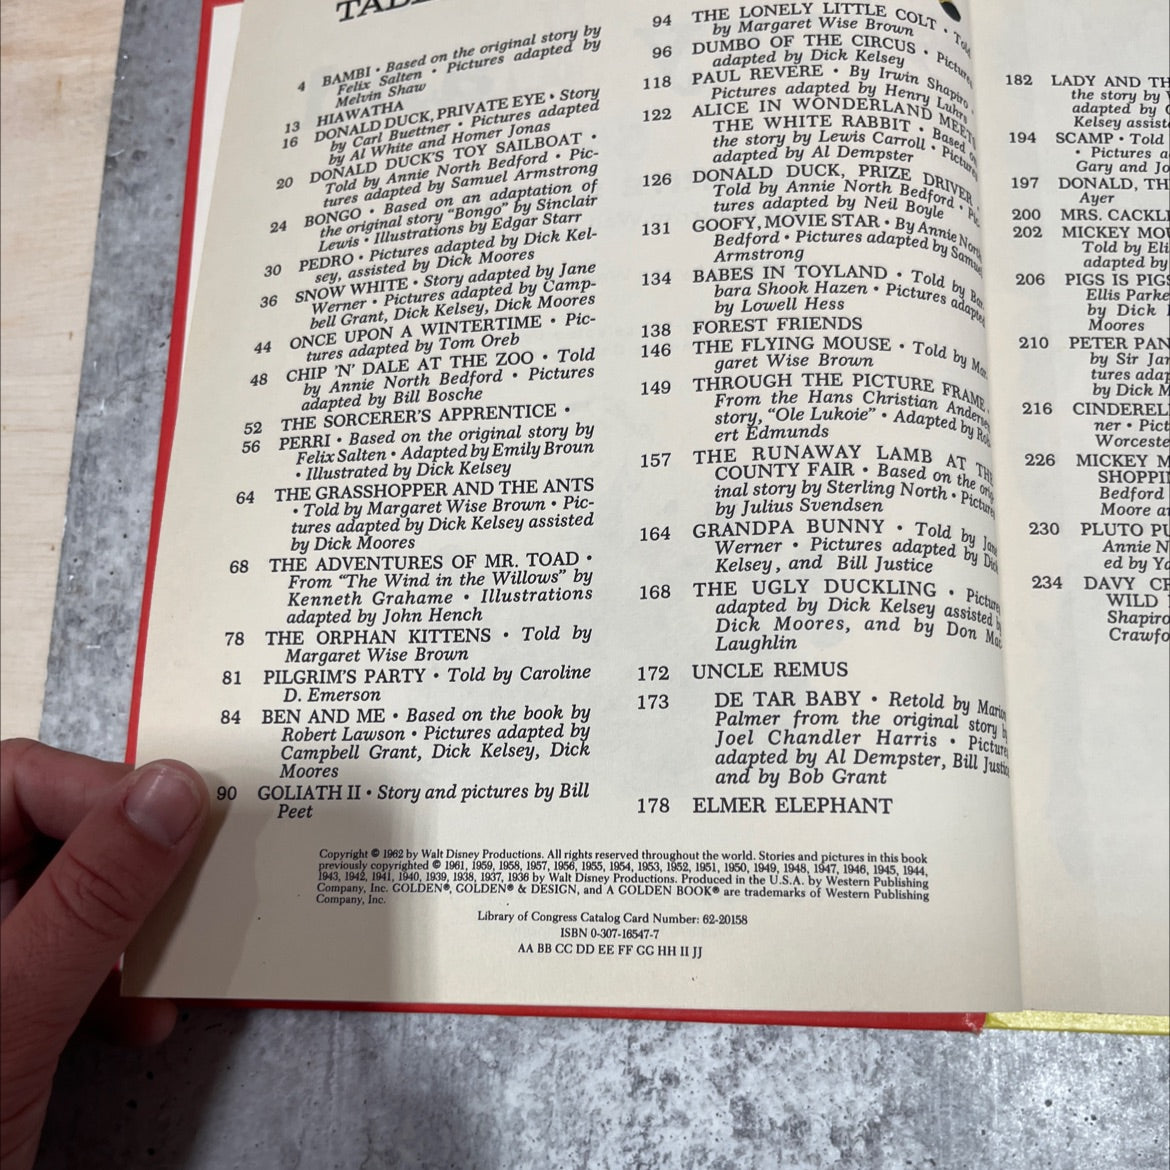 4 BAMBI • Based on the original story by
Felix Salten • Pictures adapted by
Melvin Shaw
13 HIAWATHA
16 DONALD DUCK, PRIVATE EYE • Story
by Carl Buettner • Pictures adapted
by Al White and Homer Jonas
20 DONALD DUCK'S TOY SAILBOAT •
Told by Annie North Bedford • Pic-
tures adapted by Samuel Armstrong
24 BONGO • Based on an adaptation of
the original story "Bongo" by Sinclair
Lewis • Illustrations by Edgar Starr
30 PEDRO • Pictures adapted by Dick Kel-
sey, assisted by Dick Moores
36 SNOW WHITE • Story adapted by Jane
Werner • Pictures adapted by Camp-
bell Grant, Dick Kelsey, Dick Moores
44 ONCE UPON A WINTERTIME • Pic-
tures adapted by Tom Oreb
48 CHIP 'N' DALE AT THE ZOO • Told
by Annie North Bedford • Pictures
adapted by Bill Bosche
52 THE SORCERER'S APPRENTICE •
56 PERRI • Based on the original story by
Felix Salten • Adapted by Emily Broun
• Illustrated by Dick Kelsey
64 THE GRASSHOPPER AND THE ANTS
• Told by Margaret Wise Brown • Pic-
tures adapted by Dick Kelsey assisted
by Dick Moores
68 THE ADVENTURES OF MR. TOAD •
From "The Wind in the Willows" by
Kenneth Grahame • Illustrations
adapted by John Hench
78 THE ORPHAN KITTENS • Told by
Margaret Wise Brown
81 PILGRIM'S PARTY • Told by Caroline
D. Emerson
84 BEN AND ME • Based on the book by
Robert Lawson • Pictures adapted by
Campbell Grant, Dick Kelsey, Dick
Moores
90 GOLIATH II • Story and pictures by Bill
Peet
94 THE LONELY LITTLE COLT • Told
by Margaret Wise Brown
96 DUMBO OF THE CIRCUS • Pictures
adapted by Dick Kelsey
118 PAUL REVERE • By Irwin Shapiro •
Pictures adapted by Henry Luhrs
122 ALICE IN WONDERLAND MEETS
THE WHITE RABBIT • Based on
the story by Lewis Carroll • Pictures
adapted by Al Dempster
126 DONALD DUCK, PRIZE DRIVER •
Told by Annie North Bedford • Pic-
tures adapted by Neil Boyle
131 GOOFY, MOVIE STAR • By Annie North
Bedford • Pictures adapted by Samuel
Armstrong
134 BABES IN TOYLAND • Told by Bar-
bara Shook Hazen • Pictures adapted
by Lowell Hess
138 FOREST FRIENDS
146 THE FLYING MOUSE • Told by Mar-
garet Wise Brown
149 THROUGH THE PICTURE FRAME •
From the Hans Christian Andersen
story, "Ole Lukoie" • Adapted by Rob-
ert Edmunds
157 THE RUNAWAY LAMB AT THE
COUNTY FAIR • Based on the orig-
inal story by Sterling North • Pictures
by Julius Svendsen
164 GRANDPA BUNNY • Told by Jane
Werner • Pictures adapted by Dick
Kelsey, and Bill Justice
168 THE UGLY DUCKLING • Pictures
adapted by Dick Kelsey assisted by
Dick Moores, and by Don Mac
Laughlin
172 UNCLE REMUS
173 DE TAR BABY • Retold by Marion
Palmer from the original story by
Joel Chandler Harris • Pictures
adapted by Al Dempster, Bill Justice
and by Bob Grant
178 ELMER ELEPHANT
182 LADY AND TH
the story by
adapted by
Kelsey assist
194 SCAMP • Told
• Pictures a
Gary and Jo
197 DONALD, TH
Ayer
200 MRS. CACKL
202 MICKEY MOU
Told by Eli
adapted by
206 PIGS IS PIGS
Ellis Parke
by Dick
Moores
210 PETER PAN
by Sir Jar
tures adap
by Dick M
216 CINDEREL
ner • Pict
Worceste
226 MICKEY M
SHOPPI
Bedford
Moore a
230 PLUTO PU
Annie N
ed by Yo
234 DAVY CR
WILD
Shapiro
Crawfo
Copyright © 1962 by Walt Disney Productions. All rights reserved throughout the world. Stories and pictures in this book
previously copyrighted © 1961, 1959, 1958, 1957, 1956, 1955, 1954, 1953, 1952, 1951, 1950, 1949, 1948, 1947, 1946, 1945, 1944,
1943, 1942, 1941, 1940, 1939, 1938, 1937, 1936 by Walt Disney Productions. Produced in the U.S.A. by Western Publishing
Company, Inc. GOLDEN®, GOLDEN® & DESIGN, and A GOLDEN BOOK® are trademarks of Western Publishing
Company, Inc.
Library of Congress Catalog Card Number: 62-20158
ISBN 0-307-16547-7
AA BB CC DD EE FF GG HH II JJ